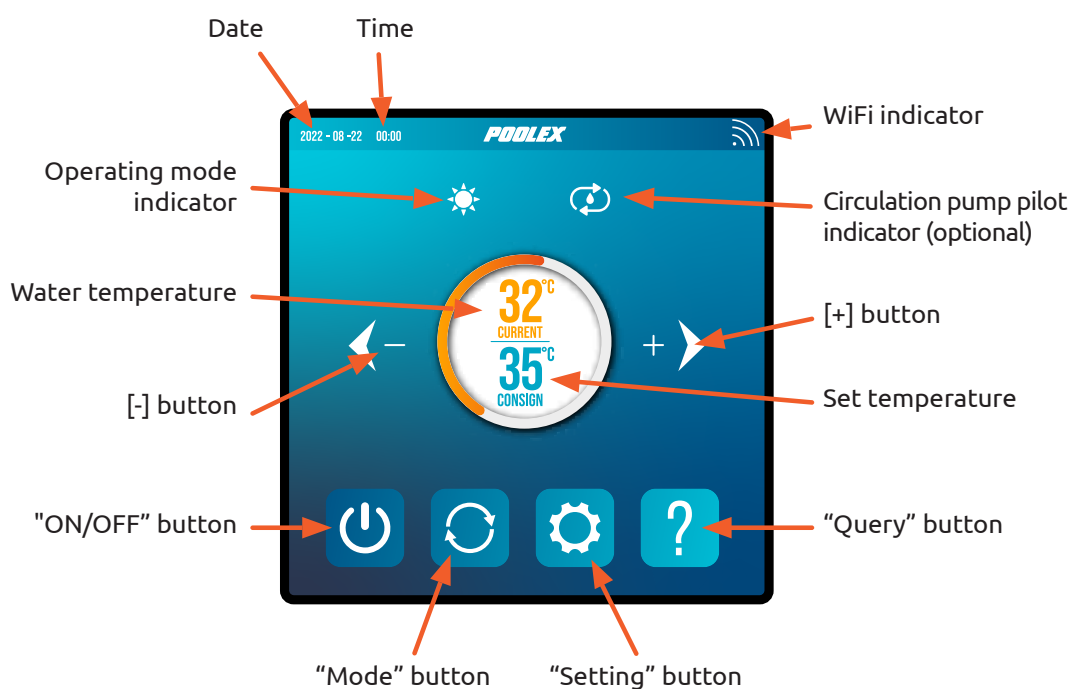 Date
Time
2022 - 08 -22 00:00
POOLEX
WiFi indicator
Operating mode
indicator
Circulation pump pilot
indicator (optional)
Water temperature
32°C
CURRENT
35°C
CONSIGN
−
+
[+] button
[-] button
Set temperature
"ON/OFF” button
?
“Query” button
“Mode” button
“Setting” button